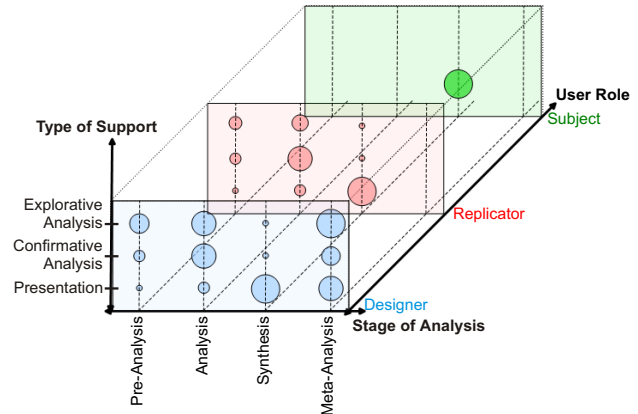 User Role
Subject
Type of Support
Explorative
Analysis
Confirmative
Analysis
Presentation
Replicator
Designer
Stage of Analysis
Pre-Analysis
Analysis
Synthesis
Meta-Analysis